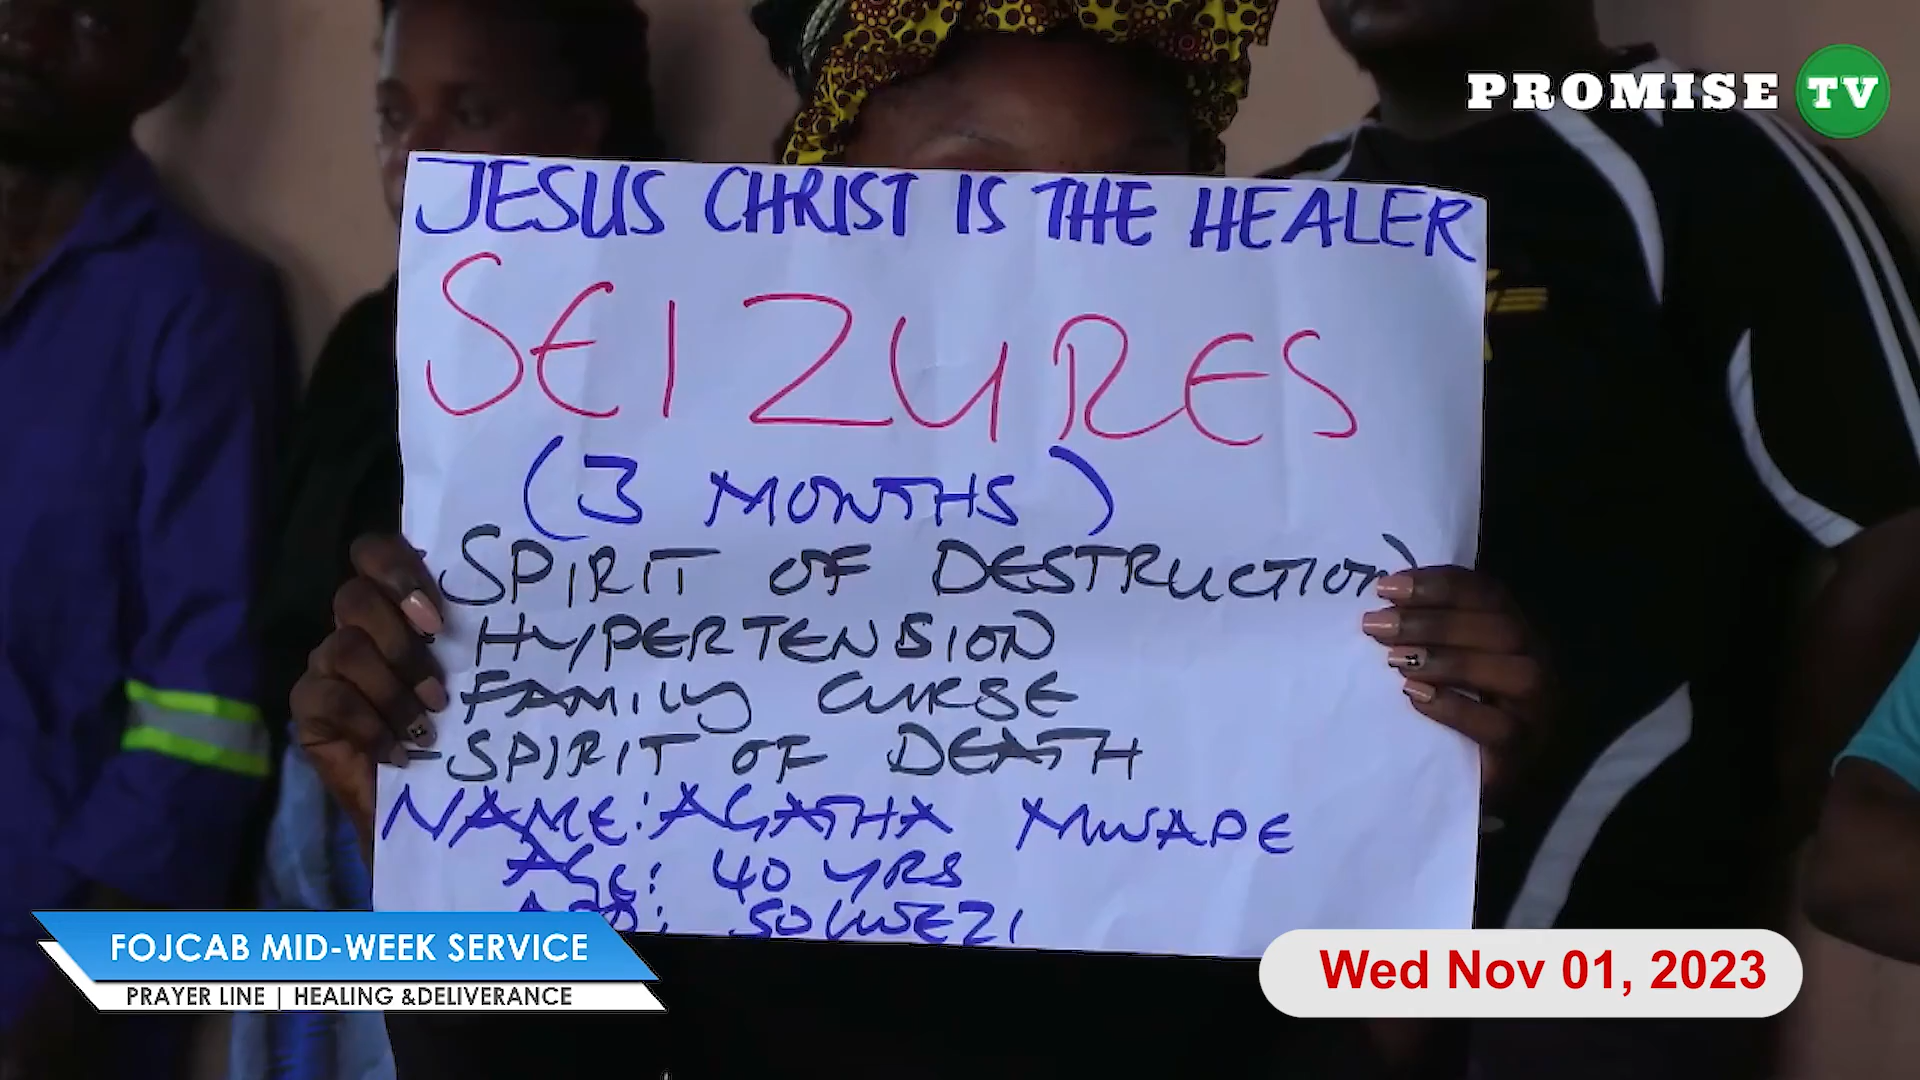 PROMISE TV
JESUS CHRIST IS THE HEALER
SEIZURES
(3 MONTHS)
- SPIRIT OF DESTRUCTION
- HYPERTENSION
- FAMILY CURSE
- SPIRIT OF DEATH
NAME: AGATHA MWAPE
AGE: 40 YRS
ADD: SOLWEZI
FOJCAB MID-WEEK SERVICE
PRAYER LINE | HEALING &DELIVERANCE
Wed Nov 01, 2023